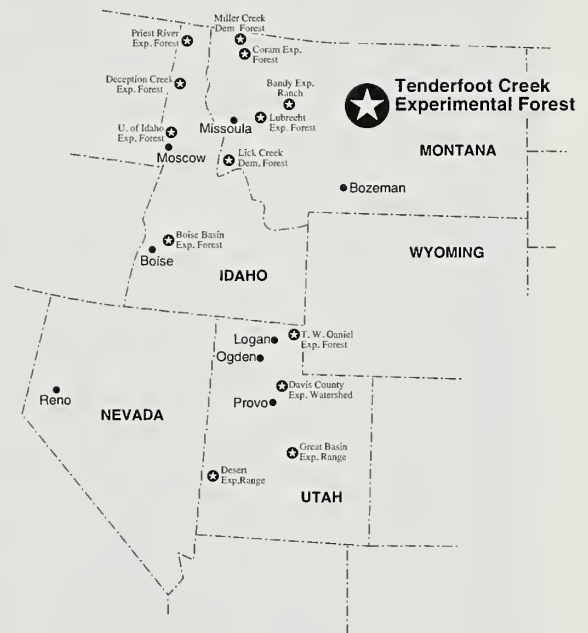 Miller Creek
Dem. Forest
Priest River
Exp. Forest
Coram Exp.
Forest
Deception Creek
Exp. Forest
Bandy Exp.
Ranch
Tenderfoot Creek
Experimental Forest
Lubrecht
Exp. Forest
U. of Idaho
Exp. Forest
Missoula
Moscow
Lick Creek
Dem. Forest
MONTANA
Bozeman
Boise Basin
Exp. Forest
Boise
IDAHO
WYOMING
Logan
T. W. Daniel
Exp. Forest
Ogden
Davis County
Exp. Watershed
Reno
Provo
NEVADA
Great Basin
Exp. Range
Desert
Exp.Range
UTAH